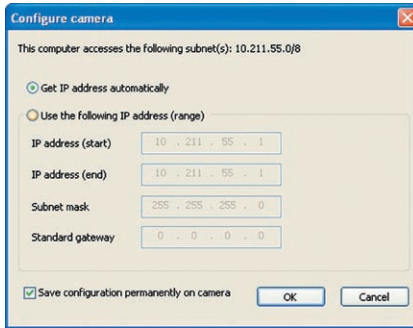 Configure camera
This computer accesses the following subnet(s): 10.211.55.0/8
Get IP address automatically
Use the following IP address (range)
IP address (start) 10 . 211 . 55 . 1
IP address (end) 10 . 211 . 55 . 1
Subnet mask 255 . 255 . 255 . 0
Standard gateway 0 . 0 . 0 . 0
Save configuration permanently on camera OK Cancel